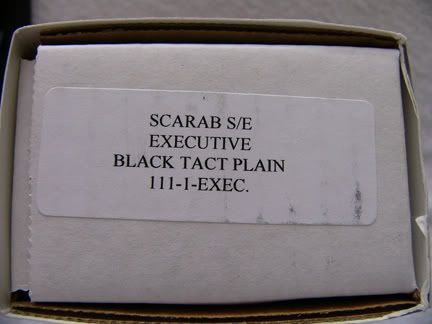 SCARAB S/E
EXECUTIVE
BLACK TACT PLAIN
111-1-EXEC.